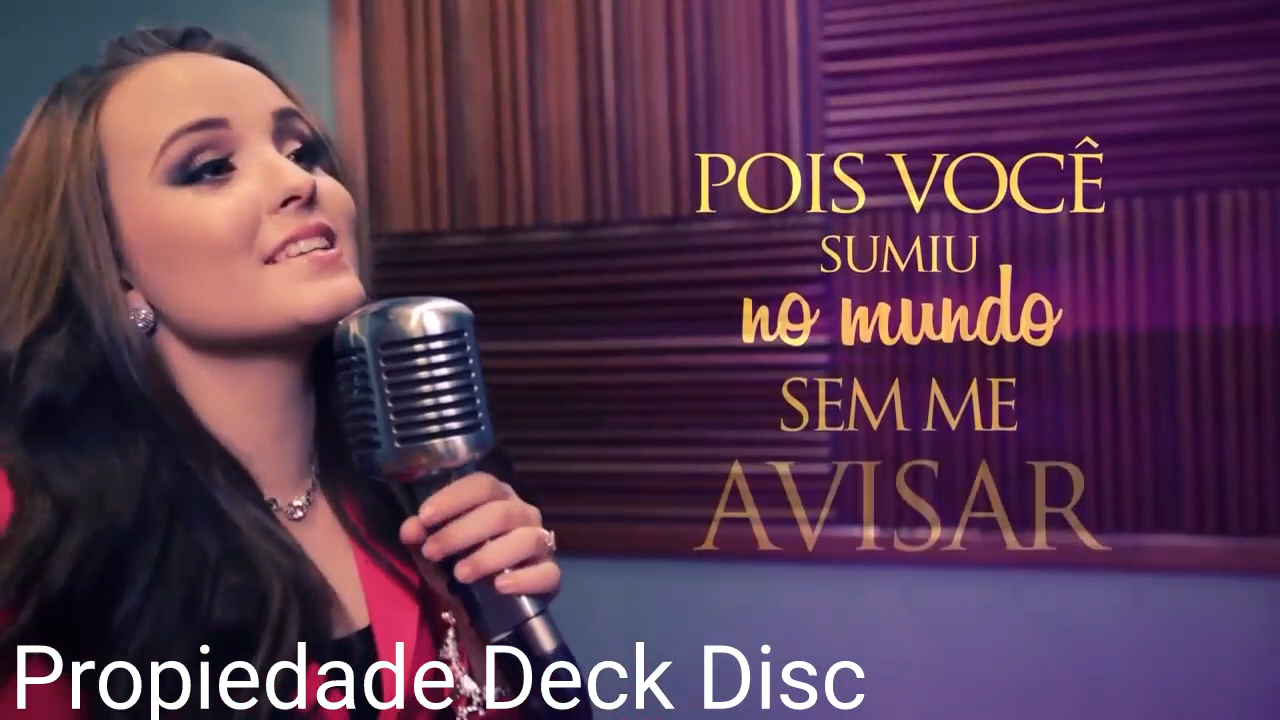 POIS VOCÊ
SUMIU
no mundo
SEM ME
AVISAR
Propiedade Deck Disc